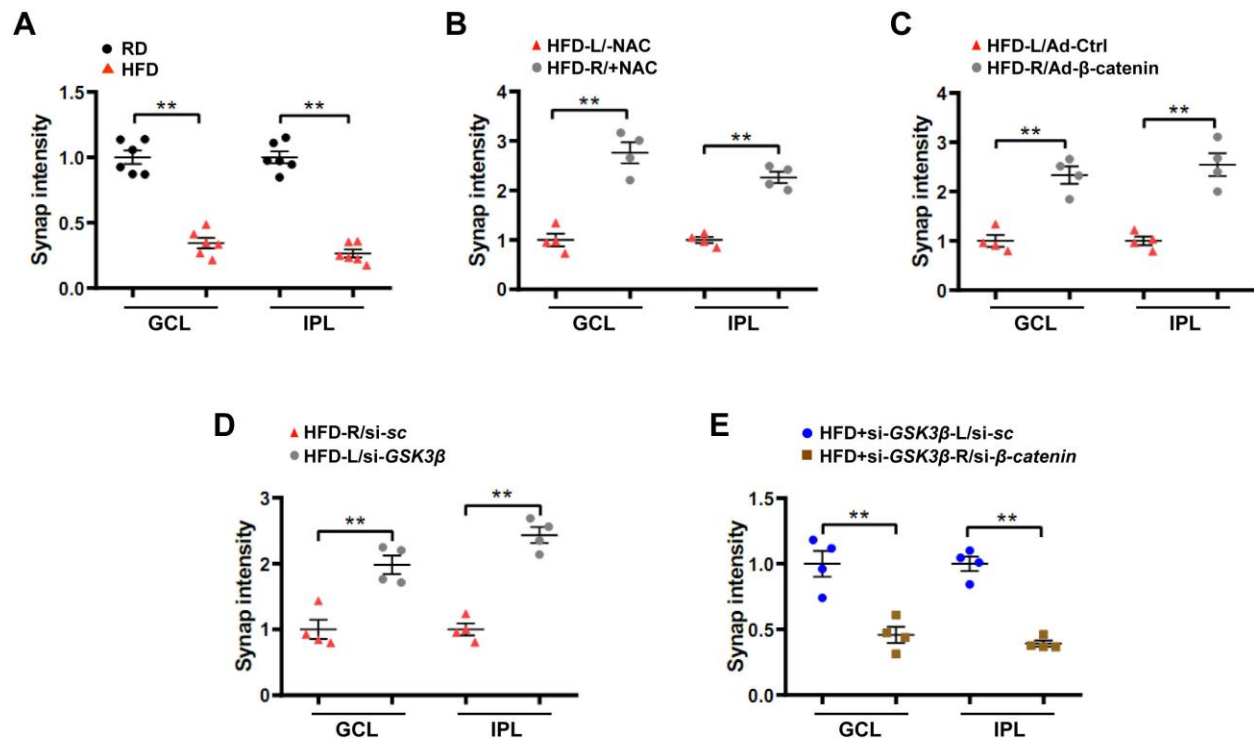 A
RD
HFD
Synap intensity
1.5
1.0
0.5
0.0
**
**
GCL
IPL
B
HFD-L/-NAC
HFD-R/+NAC
Synap intensity
4
3
2
1
0
**
**
GCL
IPL
C
HFD-L/Ad-Ctrl
HFD-R/Ad-β-catenin
Synap intensity
4
2
0
**
**
GCL
IPL
D
HFD-R/si-sc
HFD-L/si-GSK3β
Synap intensity
3
2
1
0
**
**
GCL
IPL
E
HFD+si-GSK3β-L/si-sc
HFD+si-GSK3β-R/si-β-catenin
Synap intensity
1.5
1.0
0.5
0.0
**
**
GCL
IPL